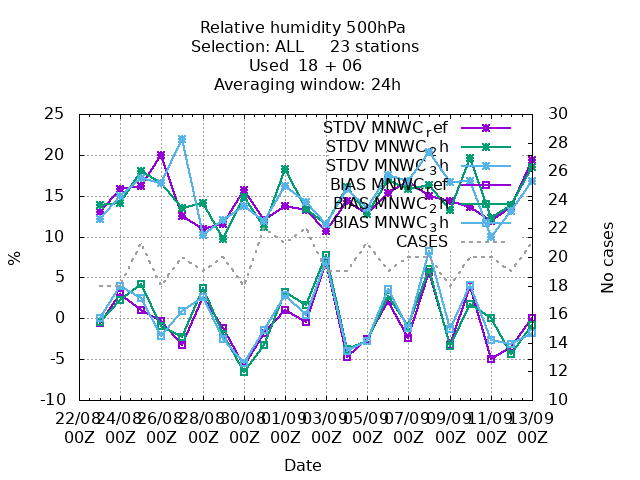 Relative humidity 500hPa
Selection: ALL 23 stations
Used 18 + 06
Averaging window: 24h
25
20
15
10
5
0
-5
-10
%
30
28
26
24
22
20
18
16
14
12
10
No cases
STDV MNWC_ref
STDV MNWC_2h
STDV MNWC_3h
BIAS MNWC_ref
BIAS MNWC_2h
BIAS MNWC_3h
CASES
22/08 24/08 26/08 28/08 30/08 01/09 03/09 05/09 07/09 09/09 11/09 13/09
00Z 00Z 00Z 00Z 00Z 00Z 00Z 00Z 00Z 00Z 00Z 00Z
Date